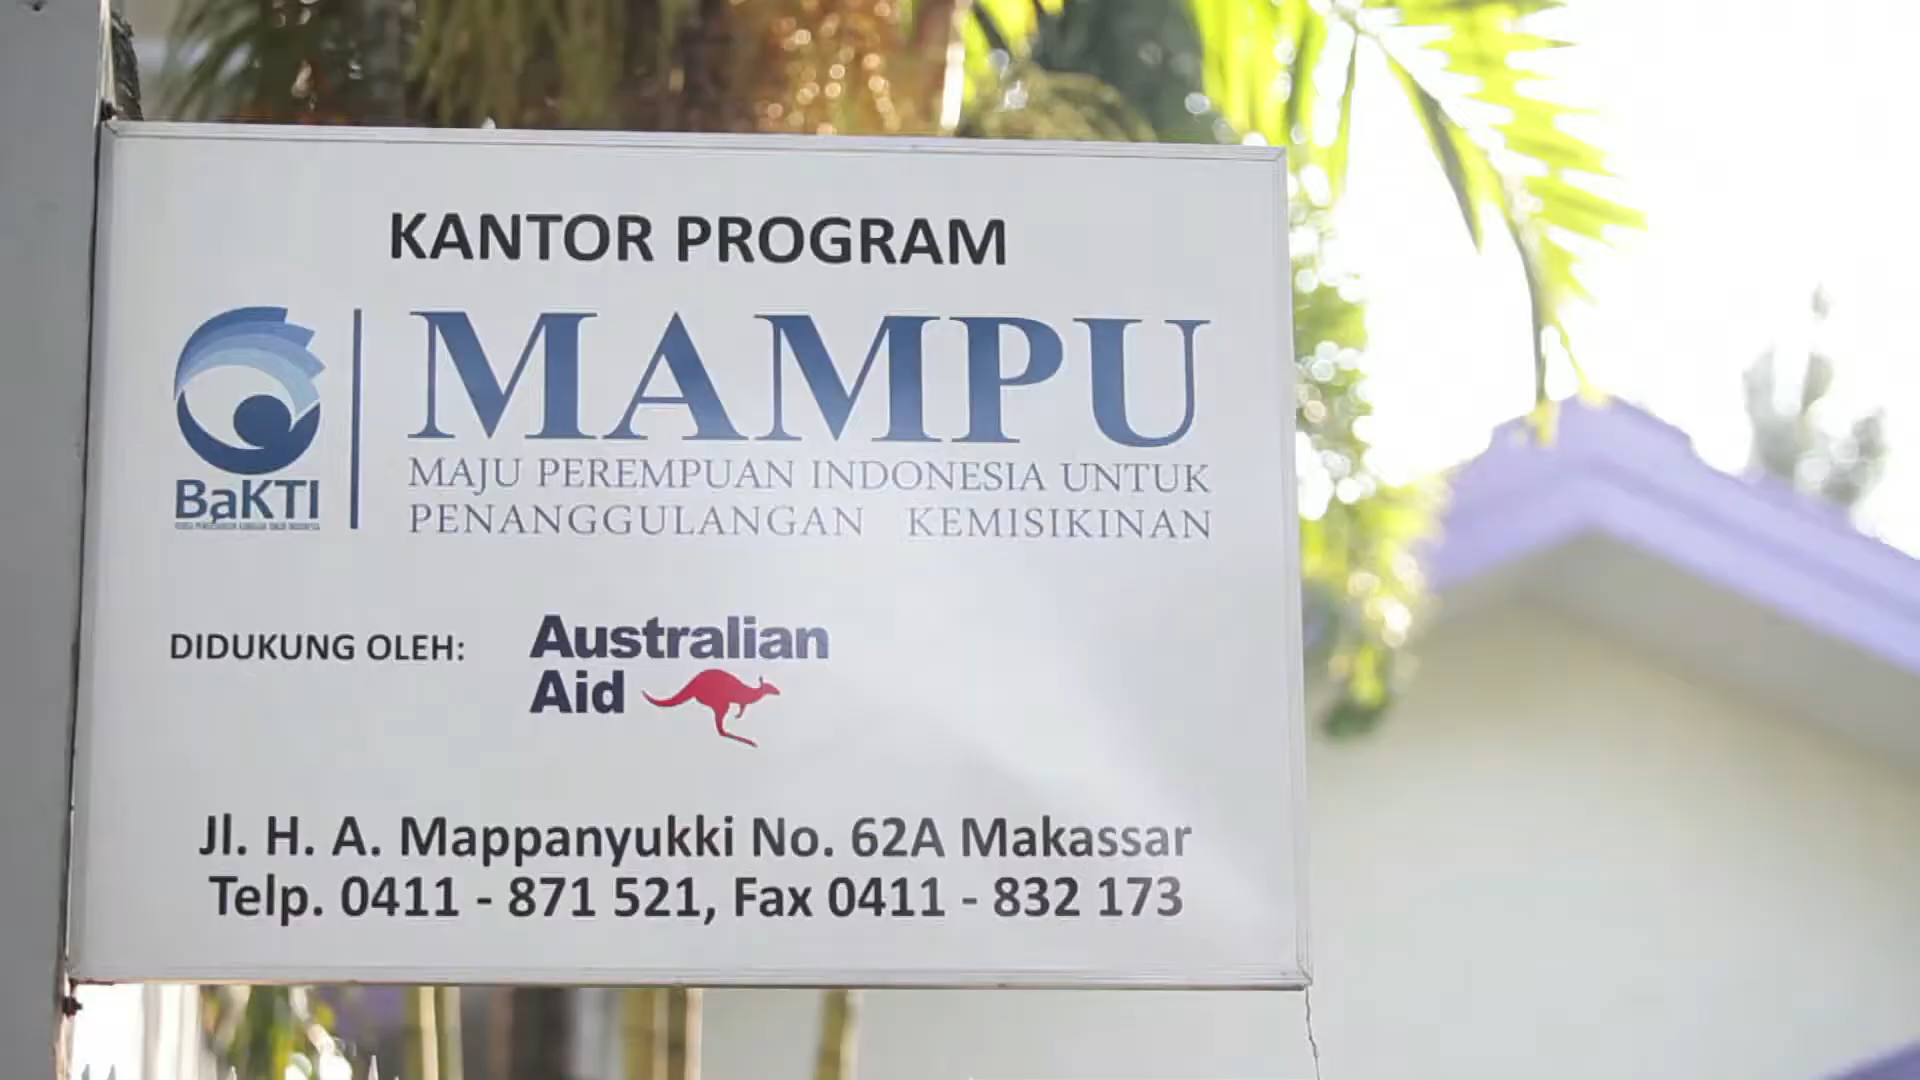 KANTOR PROGRAM
BaKTI
MAMPU
MAJU PEREMPUAN INDONESIA UNTUK
PENANGGULANGAN KEMISIKINAN
DIDUKUNG OLEH:
Australian
Aid
Jl. H. A. Mappanyukki No. 62A Makassar
Telp. 0411 - 871 521, Fax 0411 - 832 173